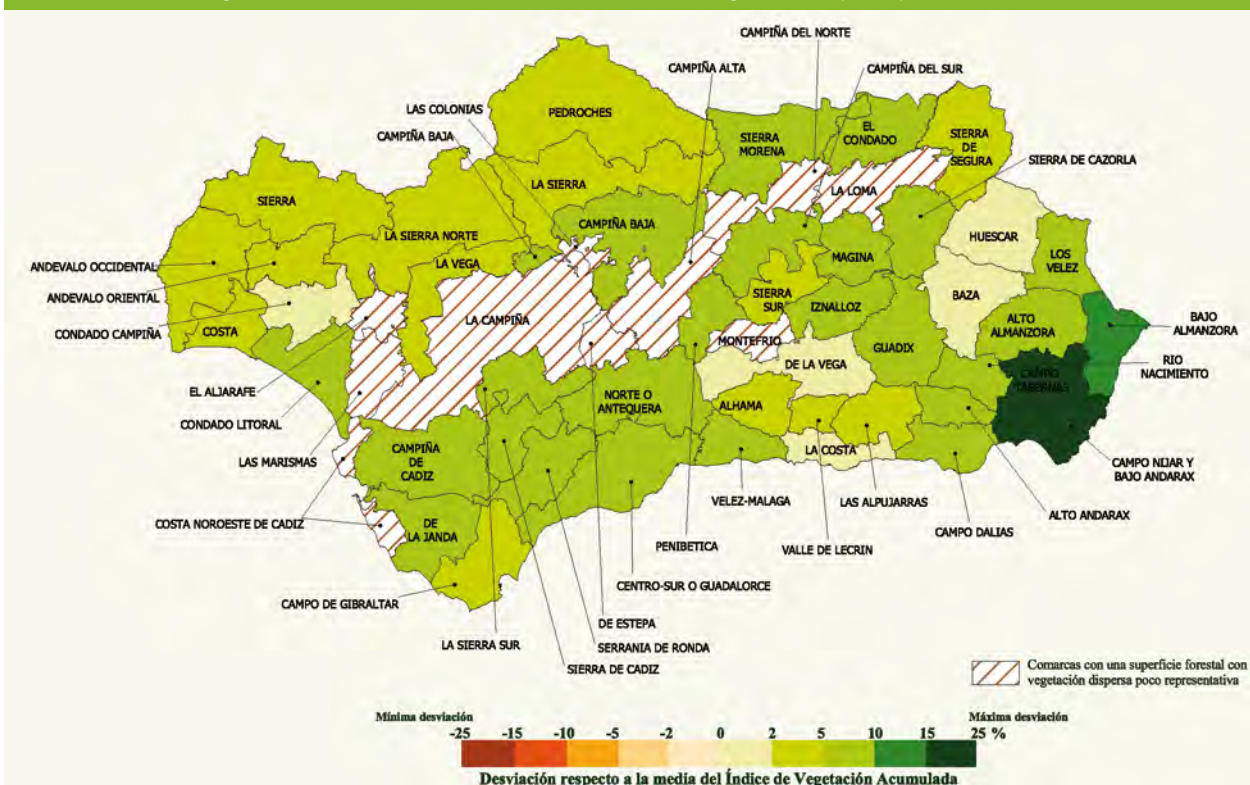 CAMPIÑA DEL NORTE
CAMPIÑA ALTA
CAMPIÑA DEL SUR
LAS COLONIAS
CAMPIÑA BAJA
PEDROCHES
SIERRA
MORENA
EL
CONDADO
SIERRA
DE
SEGURA
SIERRA DE CAZORLA
LA SIERRA
LA LOMA
SIERRA
CAMPIÑA BAJA
HUESCAR
LA SIERRA NORTE
MAGINA
LOS
VELEZ
ANDEVALO OCCIDENTAL
LA VEGA
ANDEVALO ORIENTAL
SIERRA
SUR
IZNALLOZ
BAZA
CONDADO CAMPIÑA
COSTA
LA CAMPIÑA
ALTO
ALMANZORA
BAJO
ALMANZORA
MONTEFRIO
GUADIX
DE LA VEGA
RIO
NACIMIENTO
CAMPO
TABERNAS
EL ALJARAFE
NORTE O
ANTEQUERA
ALHAMA
CONDADO LITORAL
LA COSTA
CAMPIÑA
DE
CADIZ
LAS MARISMAS
CAMPO NIJAR Y
BAJO ANDARAX
VELEZ-MALAGA
LAS ALPUJARRAS
ALTO ANDARAX
COSTA NOROESTE DE CADIZ
DE
LA JANDA
CAMPO DALIAS
PENIBETICA
VALLE DE LECRIN
CENTRO-SUR O GUADALORCE
CAMPO DE GIBRALTAR
DE ESTEPA
LA SIERRA SUR
SERRANIA DE RONDA
SIERRA DE CADIZ
Comarcas con una superficie forestal con
vegetación dispersa poco representativa
Mínima desviación
Máxima desviación
-25 -15 -10 -5 -2 0 2 5 10 15 25 %
Desviación respecto a la media del Índice de Vegetación Acumulada